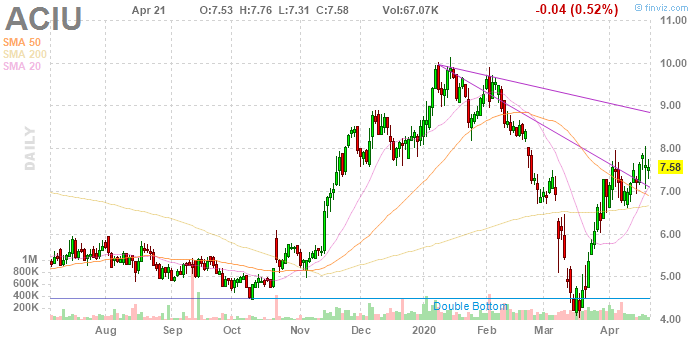 ACIU
Apr 21 O:7.53 H:7.76 L:7.31 C:7.58 Vol:67.07K -0.04 (0.52%)
© finviz.com
SMA 50
SMA 200
SMA 20
DAILY
11.00
10.00
9.00
8.00
7.58
7.00
6.00
5.00
4.00
1M
800K
600K
400K
200K
Double Bottom
Aug Sep Oct Nov Dec 2020 Feb Mar Apr